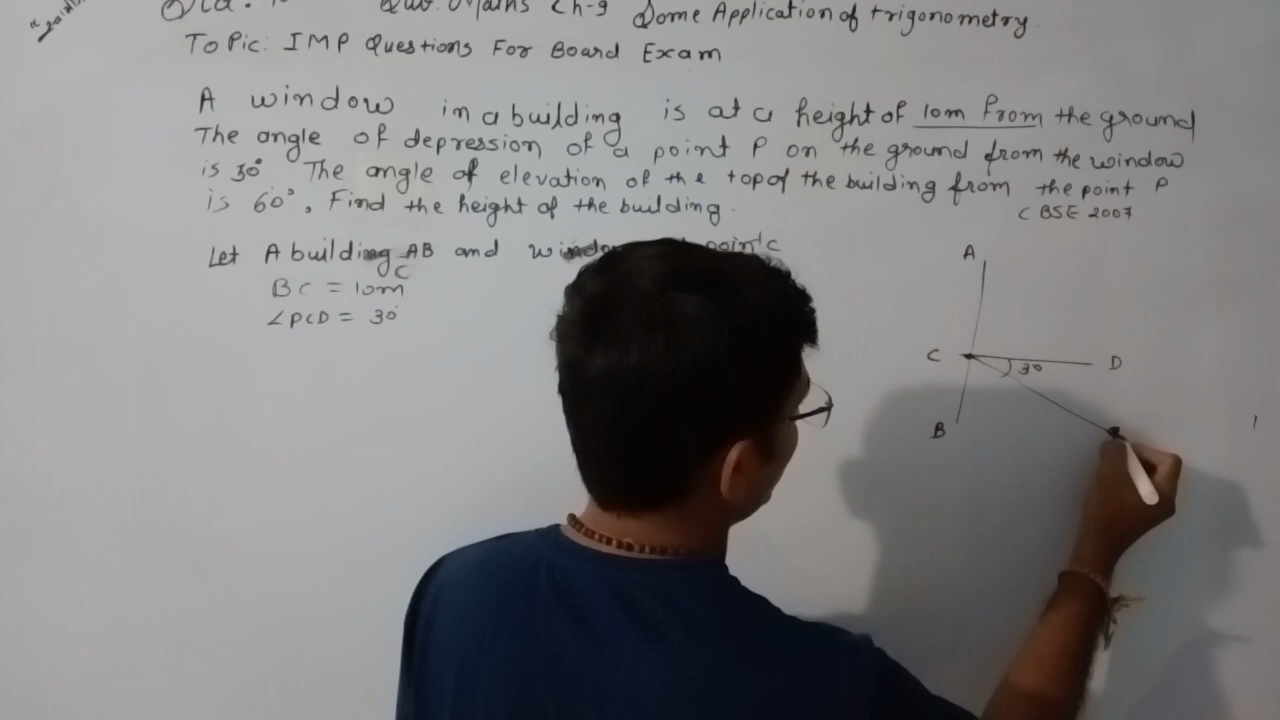 Maths Ch-9 Some Application of trigonometry.
ToPic: IMP Questions For Board Exam
A window in a building is at a height of 10m from the ground
The angle of depression of a point P on the ground from the window
is 30° The angle of elevation of the top of the building from the point P
is 60°. Find the height of the building.
CBSE 2007
Let A building AB and window point C
C
BC = 10m
∠PCD = 30°
A
C
30
D
B